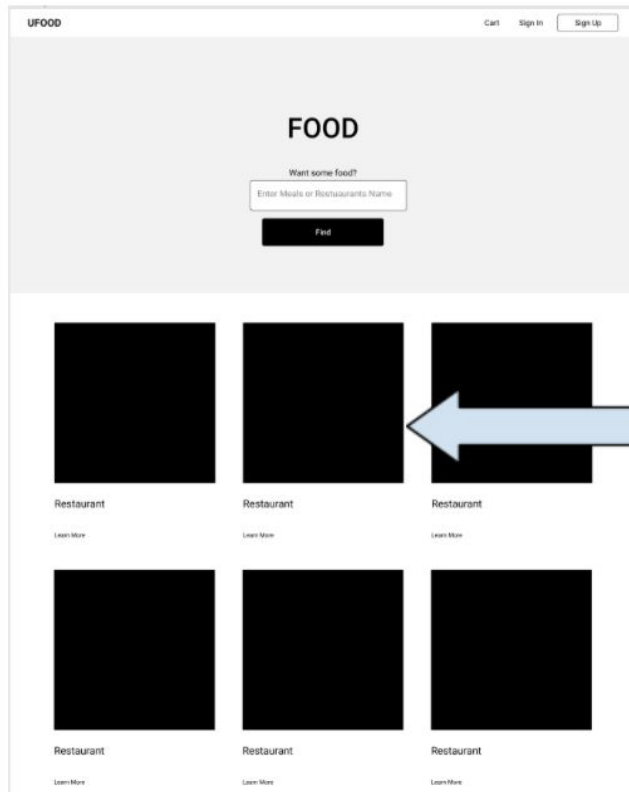 UFOOD Cart Sign In Sign Up
FOOD
Want some food?
Enter Meals or Restuaurants Name
Find
Restaurant Restaurant Restaurant
Learn More Learn More Learn More
Restaurant Restaurant Restaurant
Learn More Learn More Learn More